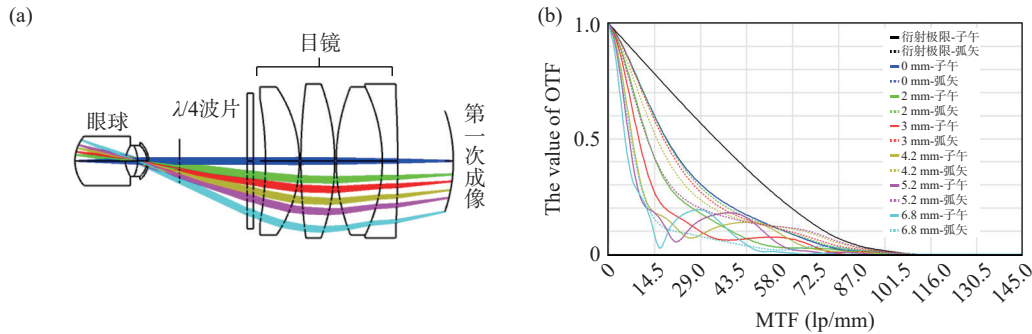 (a)
目镜
λ/4波片
眼球
第一次成像
(b)
The value of OTF
1.0
0.5
0
衍射极限-子午
衍射极限-弧矢
0 mm-子午
0 mm-弧矢
2 mm-子午
2 mm-弧矢
3 mm-子午
3 mm-弧矢
4.2 mm-子午
4.2 mm-弧矢
5.2 mm-子午
5.2 mm-弧矢
6.8 mm-子午
6.8 mm-弧矢
0
14.5
29.0
43.5
58.0
72.5
87.0
101.5
116.0
130.5
145.0
MTF (lp/mm)